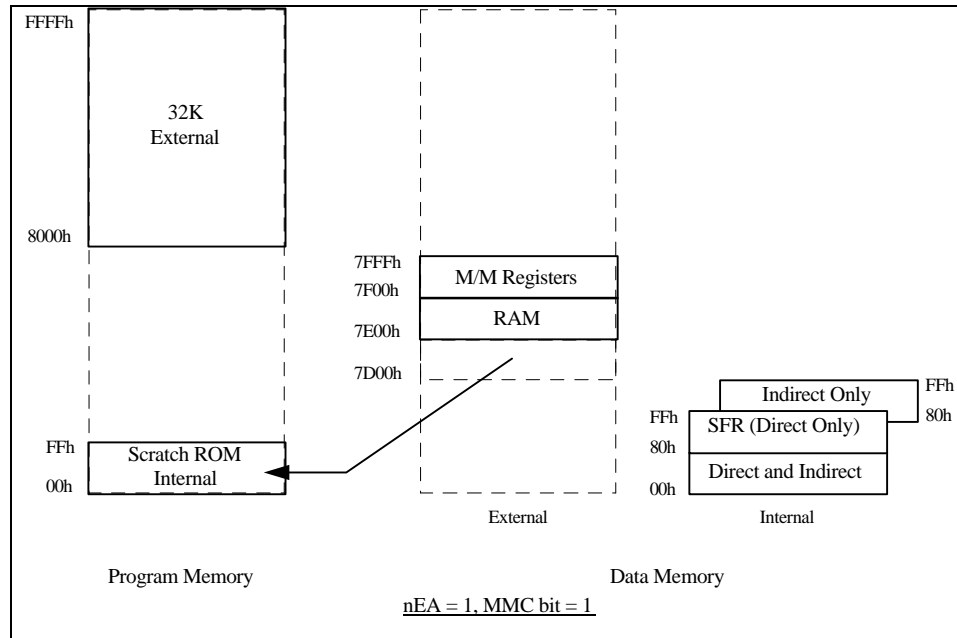 FFFFh
32K
External
8000h
7FFFh
M/M Registers
7F00h
RAM
7E00h
7D00h
Indirect Only
FFh
FFh
SFR (Direct Only)
80h
80h
FFh
Scratch ROM
Internal
00h
Direct and Indirect
00h
External
Internal
Program Memory
Data Memory
nEA = 1, MMC bit = 1